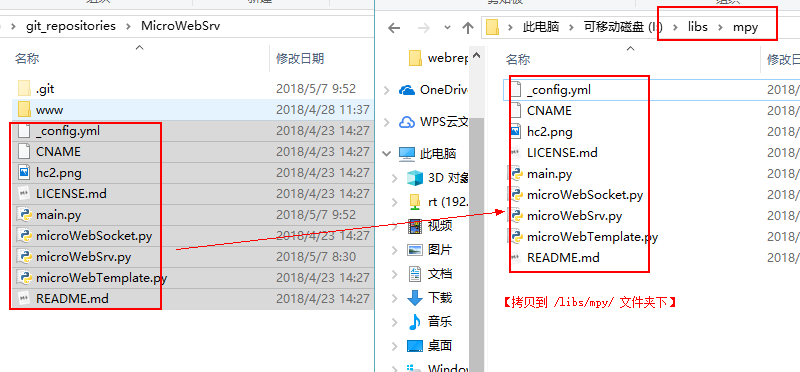 git_repositories > MicroWebSrv
名称
修改日期
.git
2018/5/7 9:52
www
2018/4/28 11:37
_config.yml
2018/4/23 14:27
CNAME
2018/4/23 14:27
hc2.png
2018/4/23 14:27
LICENSE.md
2018/4/23 14:27
main.py
2018/5/7 9:52
microWebSocket.py
2018/4/23 14:27
microWebSrv.py
2018/5/7 8:30
microWebTemplate.py
2018/4/23 14:27
README.md
2018/4/23 14:27
此电脑 > 可移动磁盘 (I:) > libs > mpy
webrep
OneDrive
WPS云文
此电脑
3D 对象
rt (192.
视频
图片
文档
下载
音乐
桌面
Window
名称
修改日
_config.yml
2018/
CNAME
2018/
hc2.png
2018/
LICENSE.md
2018/
main.py
2018/
microWebSocket.py
2018/
microWebSrv.py
2018/
microWebTemplate.py
2018/
README.md
2018/
【拷贝到 /libs/mpy/ 文件夹下】